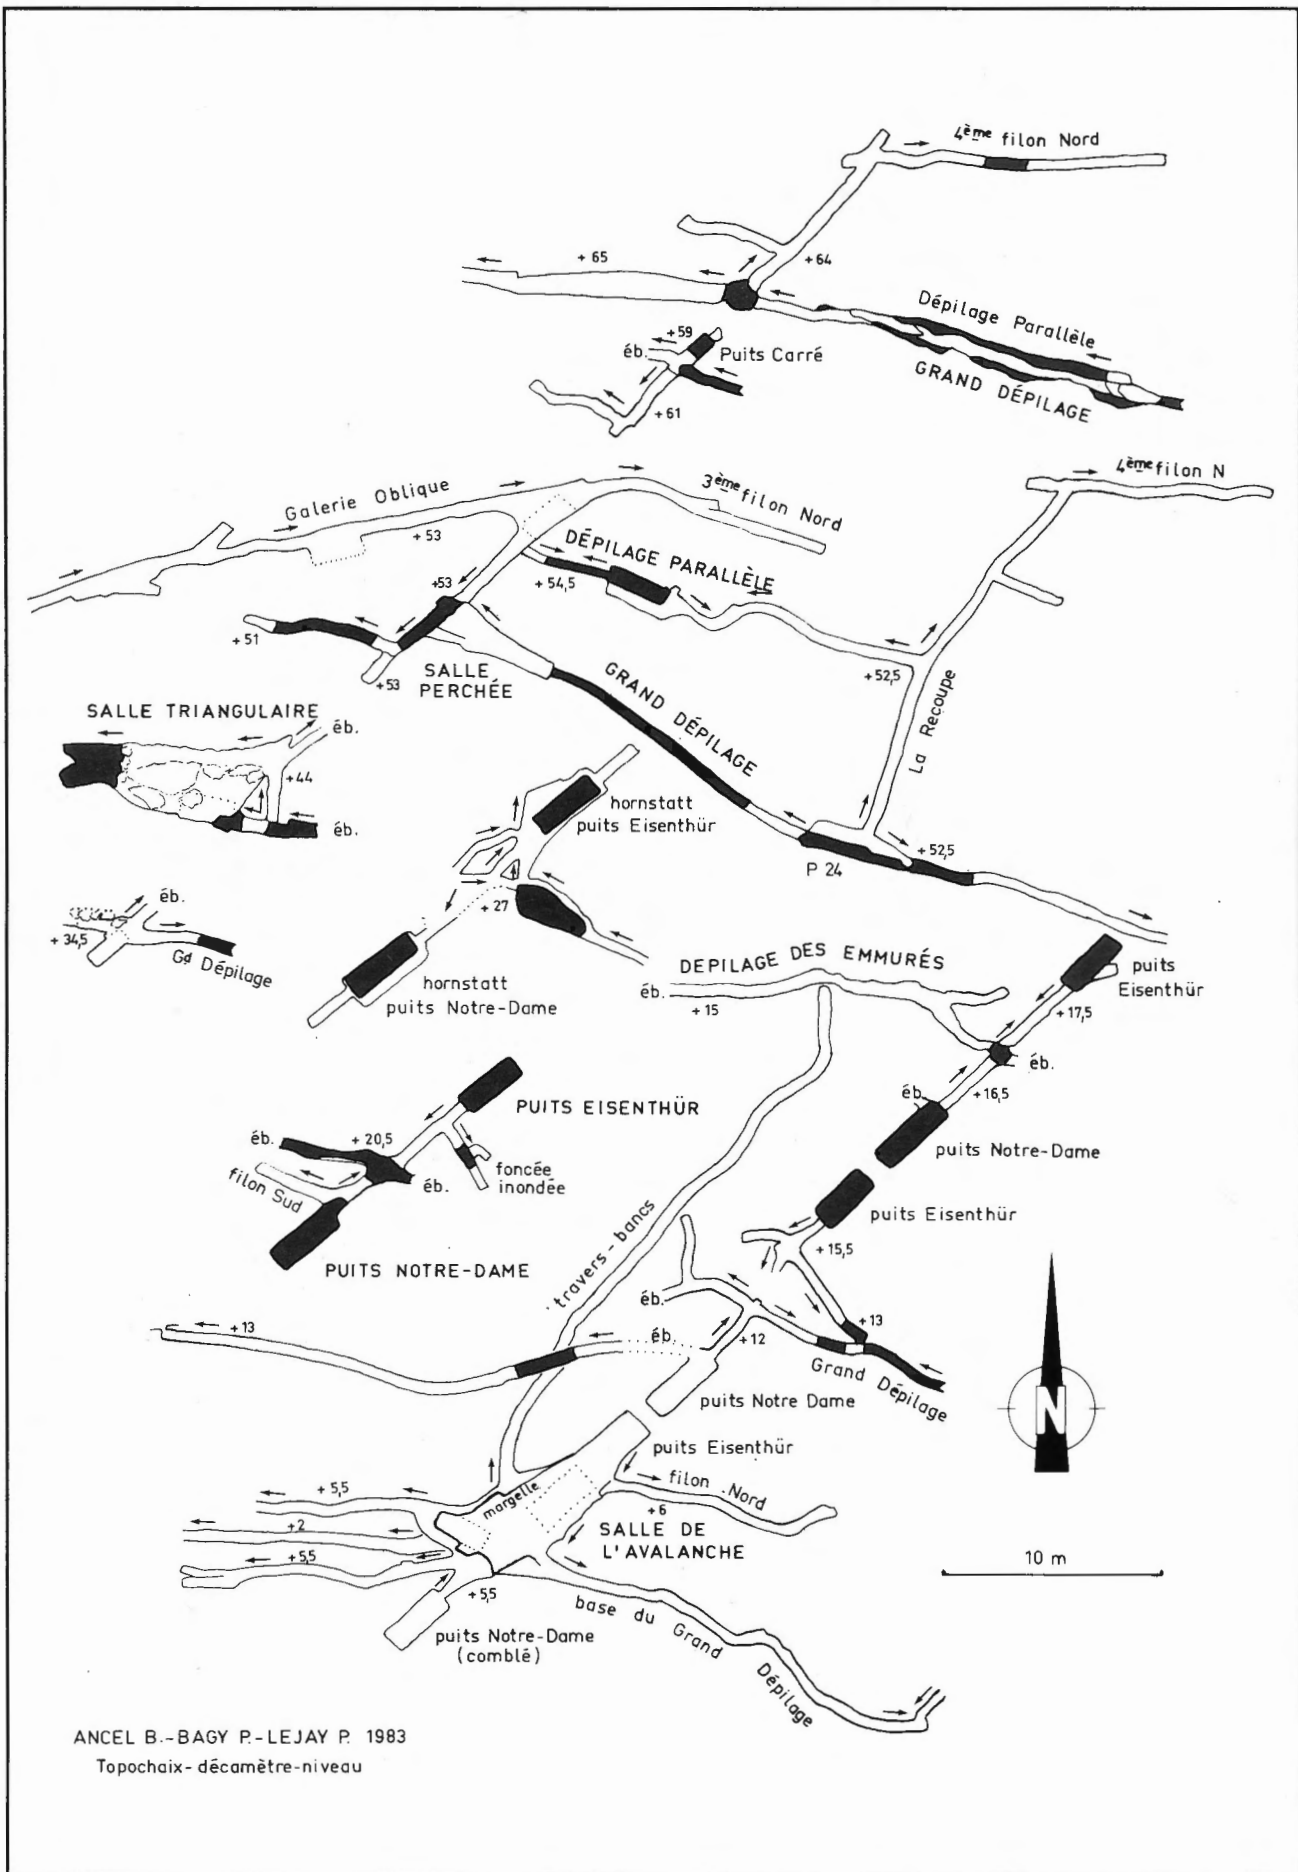 4ème filon Nord
+ 65
+ 64
Dépilage Parallèle
GRAND DÉPILAGE
+ 59
éb.
Puits Carré
+ 61
4ème filon N
3ème filon Nord
Galerie Oblique
+ 53
DÉPILAGE PARALLÈLE
+ 54,5
+53
+ 51
+ 53
SALLE
PERCHÉE
GRAND DÉPILAGE
+ 52,5
La Recoupe
SALLE TRIANGULAIRE
éb.
+ 44
éb.
hornstatt
puits Eisenthür
+ 52,5
P 24
éb.
+ 34,5
Gd Dépilage
+ 27
hornstatt
puits Notre-Dame
DEPILAGE DES EMMURÉS
éb.
+ 15
puits
Eisenthür
+ 17,5
éb.
éb.
+16,5
PUITS EISENTHÜR
éb.
+ 20,5
filon Sud
éb.
foncée
inondée
PUITS NOTRE-DAME
puits Notre-Dame
puits Eisenthür
+ 15,5
travers-bancs
éb.
+ 13
+ 13
éb.
+ 12
Grand Dépilage
puits Notre Dame
N
puits Eisenthür
filon Nord
margelle
+ 5,5
+2
+ 5,5
+6
SALLE DE
L'AVALANCHE
+ 5,5
10 m
base du Grand Dépilage
puits Notre-Dame
(comblé)
ANCEL B.-BAGY P.-LEJAY P. 1983
Topochaix-décamètre-niveau